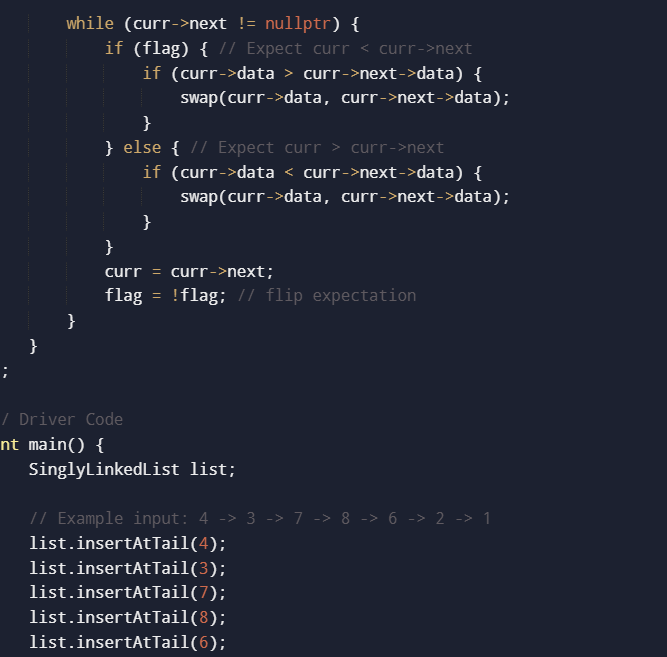 while (curr->next != nullptr) {
if (flag) { // Expect curr < curr->next
if (curr->data > curr->next->data) {
swap(curr->data, curr->next->data);
}
} else { // Expect curr > curr->next
if (curr->data < curr->next->data) {
swap(curr->data, curr->next->data);
}
}
curr = curr->next;
flag = !flag; // flip expectation
}
}
;
/ Driver Code
nt main() {
SinglyLinkedList list;
// Example input: 4 -> 3 -> 7 -> 8 -> 6 -> 2 -> 1
list.insertAtTail(4);
list.insertAtTail(3);
list.insertAtTail(7);
list.insertAtTail(8);
list.insertAtTail(6);